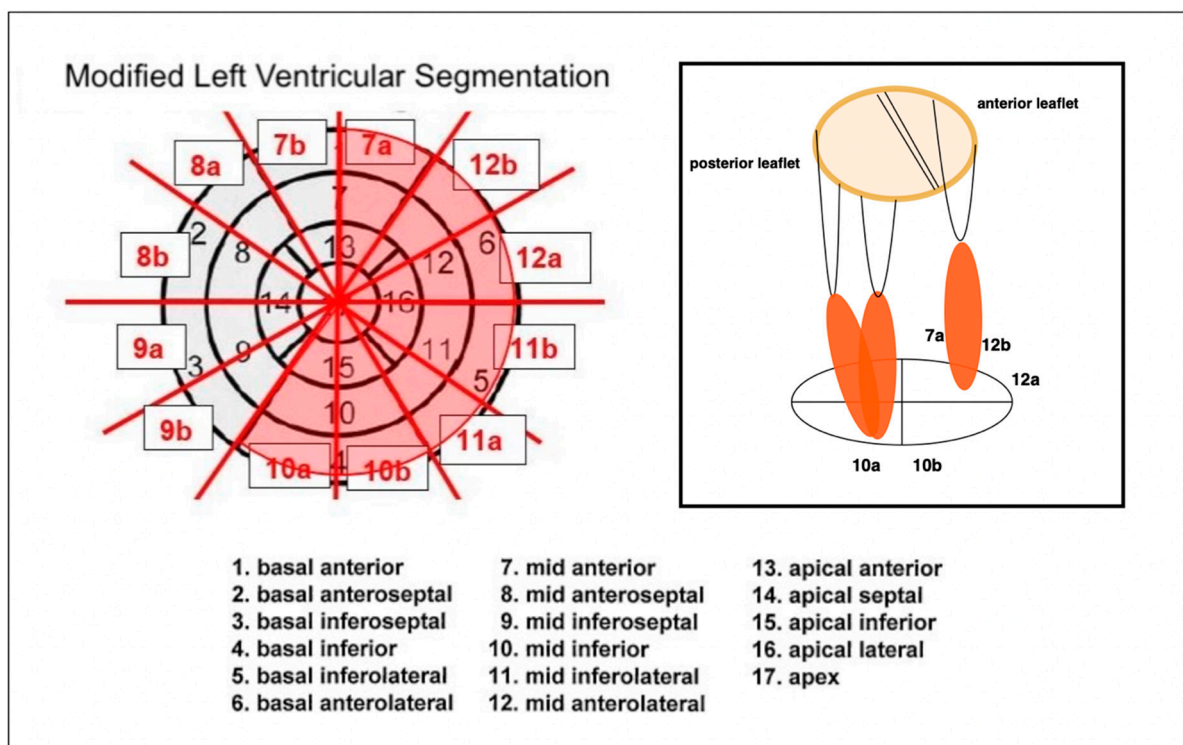 Modified Left Ventricular Segmentation
7b
7a
8a
12b
8b
12a
9a
11b
9b
11a
10a
10b
7
2
8
13
12
6
14
16
9
11
3
15
5
10
4
anterior leaflet
posterior leaflet
7a
12b
12a
10a
10b
1. basal anterior
2. basal anteroseptal
3. basal inferoseptal
4. basal inferior
5. basal inferolateral
6. basal anterolateral
7. mid anterior
8. mid anteroseptal
9. mid inferoseptal
10. mid inferior
11. mid inferolateral
12. mid anterolateral
13. apical anterior
14. apical septal
15. apical inferior
16. apical lateral
17. apex